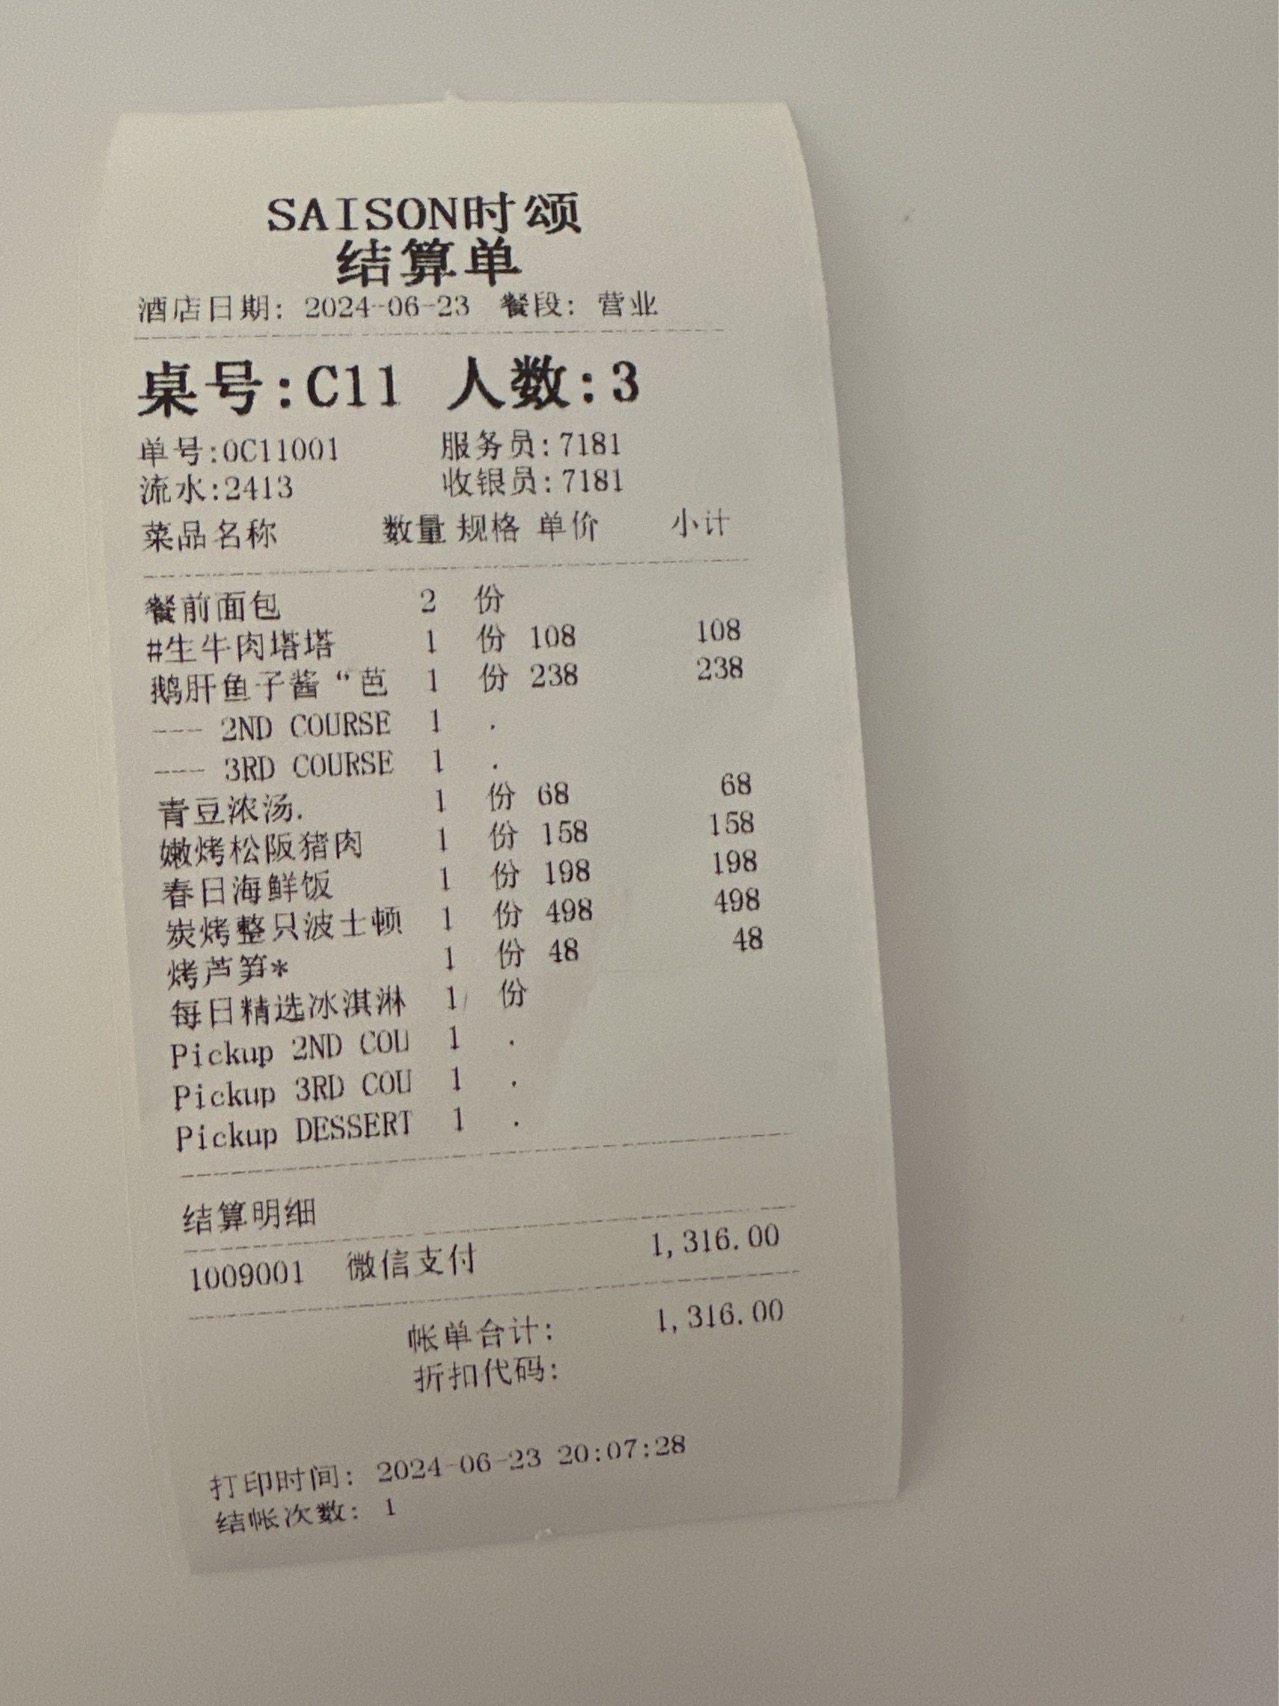 SAISON时颂
结算单
酒店日期: 2024-06-23 餐段: 营业
桌号:C11 人数:3
单号:0C11001 服务员:7181
流水:2413 收银员:7181
菜品名称 数量 规格 单价 小计
餐前面包 2 份
#生牛肉塔塔 1 份 108 108
鹅肝鱼子酱“芭 1 份 238 238
--- 2ND COURSE 1 .
--- 3RD COURSE 1 .
青豆浓汤. 1 份 68 68
嫩烤松阪猪肉 1 份 158 158
春日海鲜饭 1 份 198 198
炭烤整只波士顿 1 份 498 498
烤芦笋* 1 份 48 48
每日精选冰淇淋 1 份
Pickup 2ND COU 1 .
Pickup 3RD COU 1 .
Pickup DESSERT 1 .
结算明细
1009001 微信支付 1,316.00
帐单合计: 1,316.00
折扣代码:
打印时间: 2024-06-23 20:07:28
结帐次数: 1